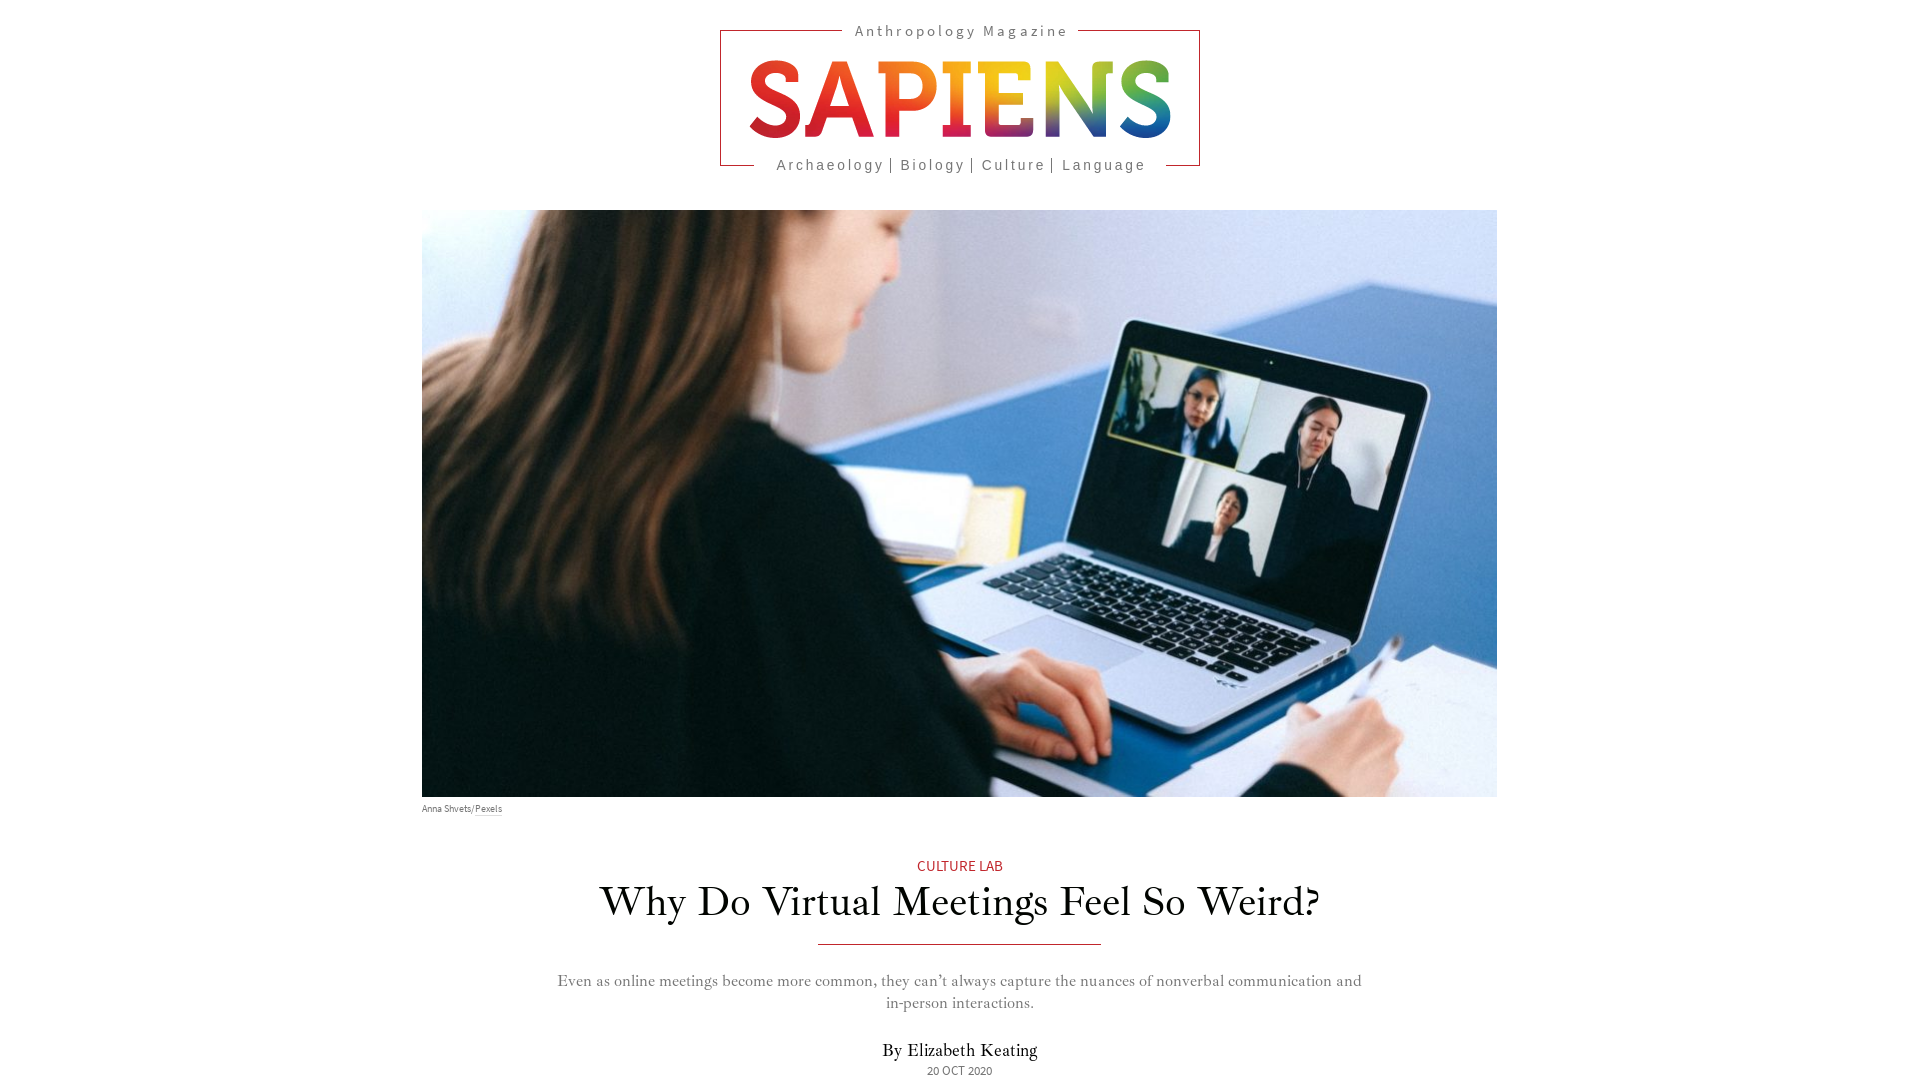 Anthropology Magazine
SAPIENS
Archaeology | Biology | Culture | Language
Anna Shvets/Pexels
CULTURE LAB
Why Do Virtual Meetings Feel So Weird?
Even as online meetings become more common, they can’t always capture the nuances of nonverbal communication and
in-person interactions.
By Elizabeth Keating
20 OCT 2020